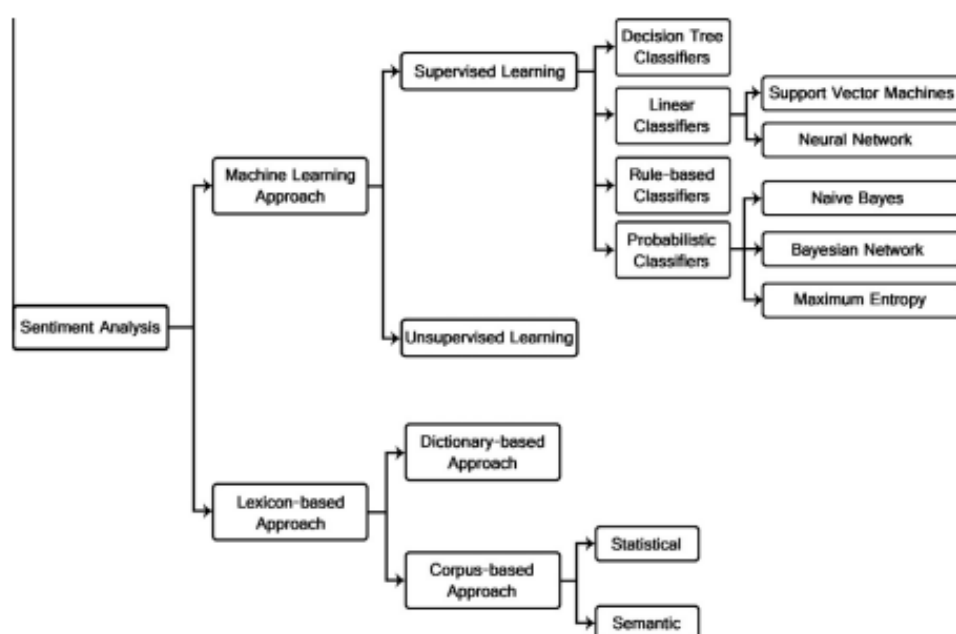 Decision Tree
Classifiers
Supervised Learning
Linear
Classifiers
Support Vector Machines
Neural Network
Machine Learning
Approach
Rule-based
Classifiers
Naive Bayes
Probabilistic
Classifiers
Bayesian Network
Maximum Entropy
Sentiment Analysis
Unsupervised Learning
Dictionary-based
Approach
Lexicon-based
Approach
Statistical
Corpus-based
Approach
Semantic